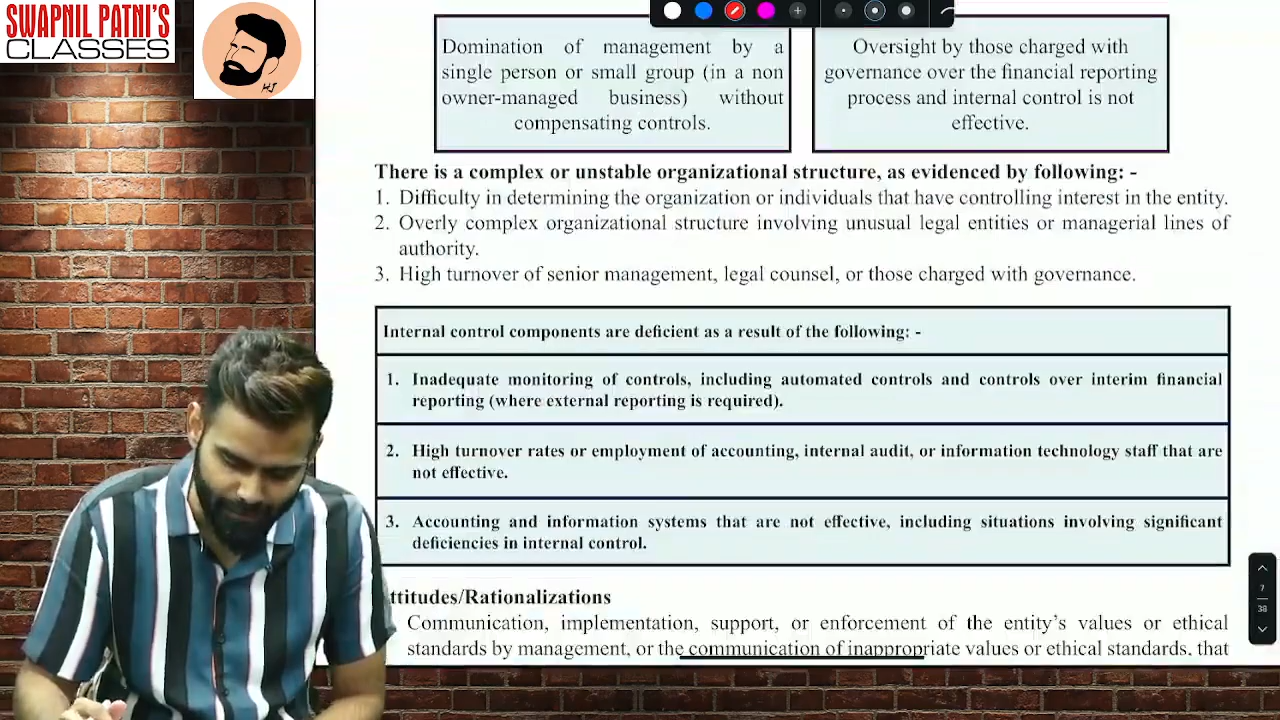 SWAPNIL PATNI'S
CLASSES
Domination of management by a
single person or small group (in a non
owner-managed business) without
compensating controls.
Oversight by those charged with
governance over the financial reporting
process and internal control is not
effective.
There is a complex or unstable organizational structure, as evidenced by following: -
1. Difficulty in determining the organization or individuals that have controlling interest in the entity.
2. Overly complex organizational structure involving unusual legal entities or managerial lines of
authority.
3. High turnover of senior management, legal counsel, or those charged with governance.
Internal control components are deficient as a result of the following: -
1. Inadequate monitoring of controls, including automated controls and controls over interim financial
reporting (where external reporting is required).
2. High turnover rates or employment of accounting, internal audit, or information technology staff that are
not effective.
3. Accounting and information systems that are not effective, including situations involving significant
deficiencies in internal control.
ttitudes/Rationalizations
Communication, implementation, support, or enforcement of the entity's values or ethical
standards by management, or the communication of inappropriate values or ethical standards, that
7
38